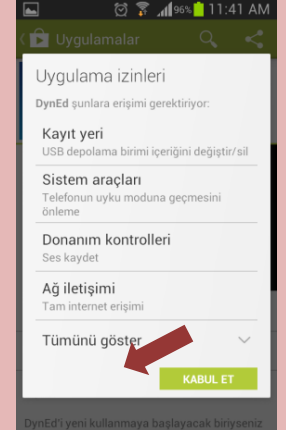 96% 11:41 AM
Uygulamalar
Uygulama izinleri
DynEd şunlara erişimi gerektiriyor:
Kayıt yeri
USB depolama birimi içeriğini değiştir/sil
Sistem araçları
Telefonun uyku moduna geçmesini
önleme
Donanım kontrolleri
Ses kaydet
Ağ iletişimi
Tam internet erişimi
Tümünü göster
KABUL ET
DynEd'i yeni kullanmaya başlayacak biriyseniz